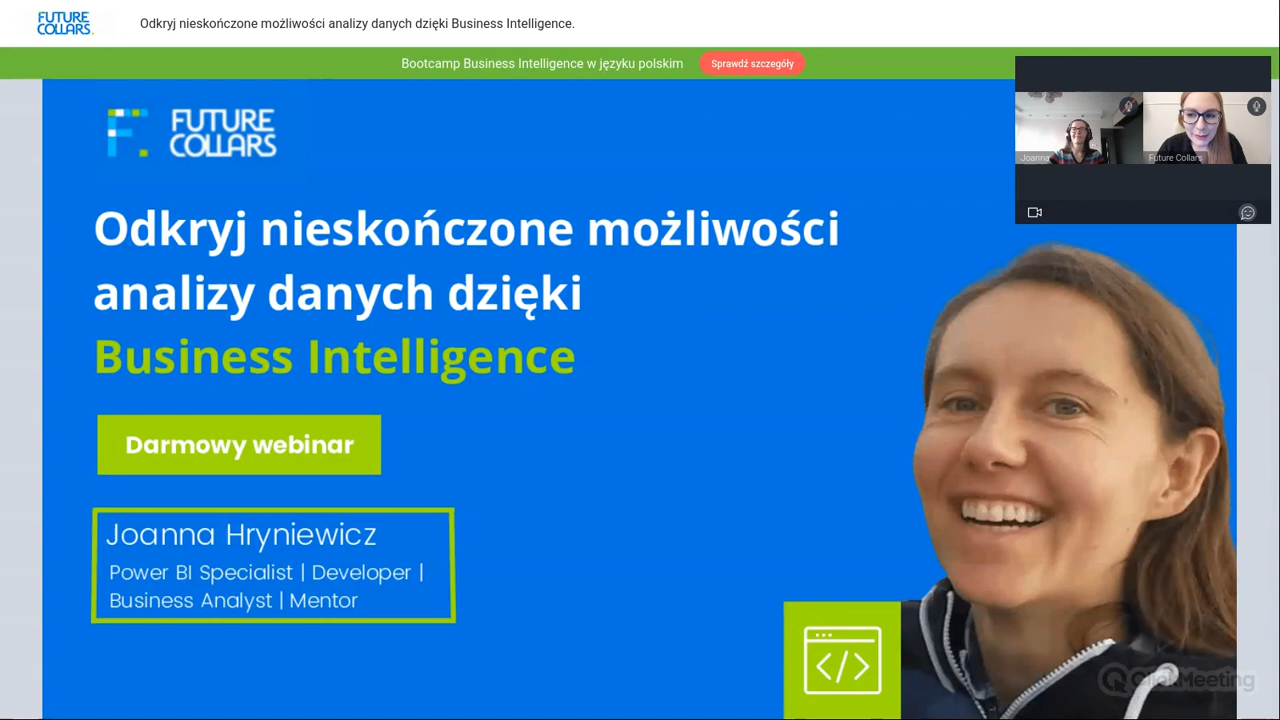 FUTURE
COLLARS.
Odkryj nieskończone możliwości analizy danych dzięki Business Intelligence.
Bootcamp Business Intelligence w języku polskim
Sprawdź szczegóły
Joanna
Future Collars
FUTURE
COLLARS
Odkryj nieskończone możliwości
analizy danych dzięki
Business Intelligence
Darmowy webinar
Joanna Hryniewicz
Power BI Specialist | Developer |
Business Analyst | Mentor
ClickMeeting